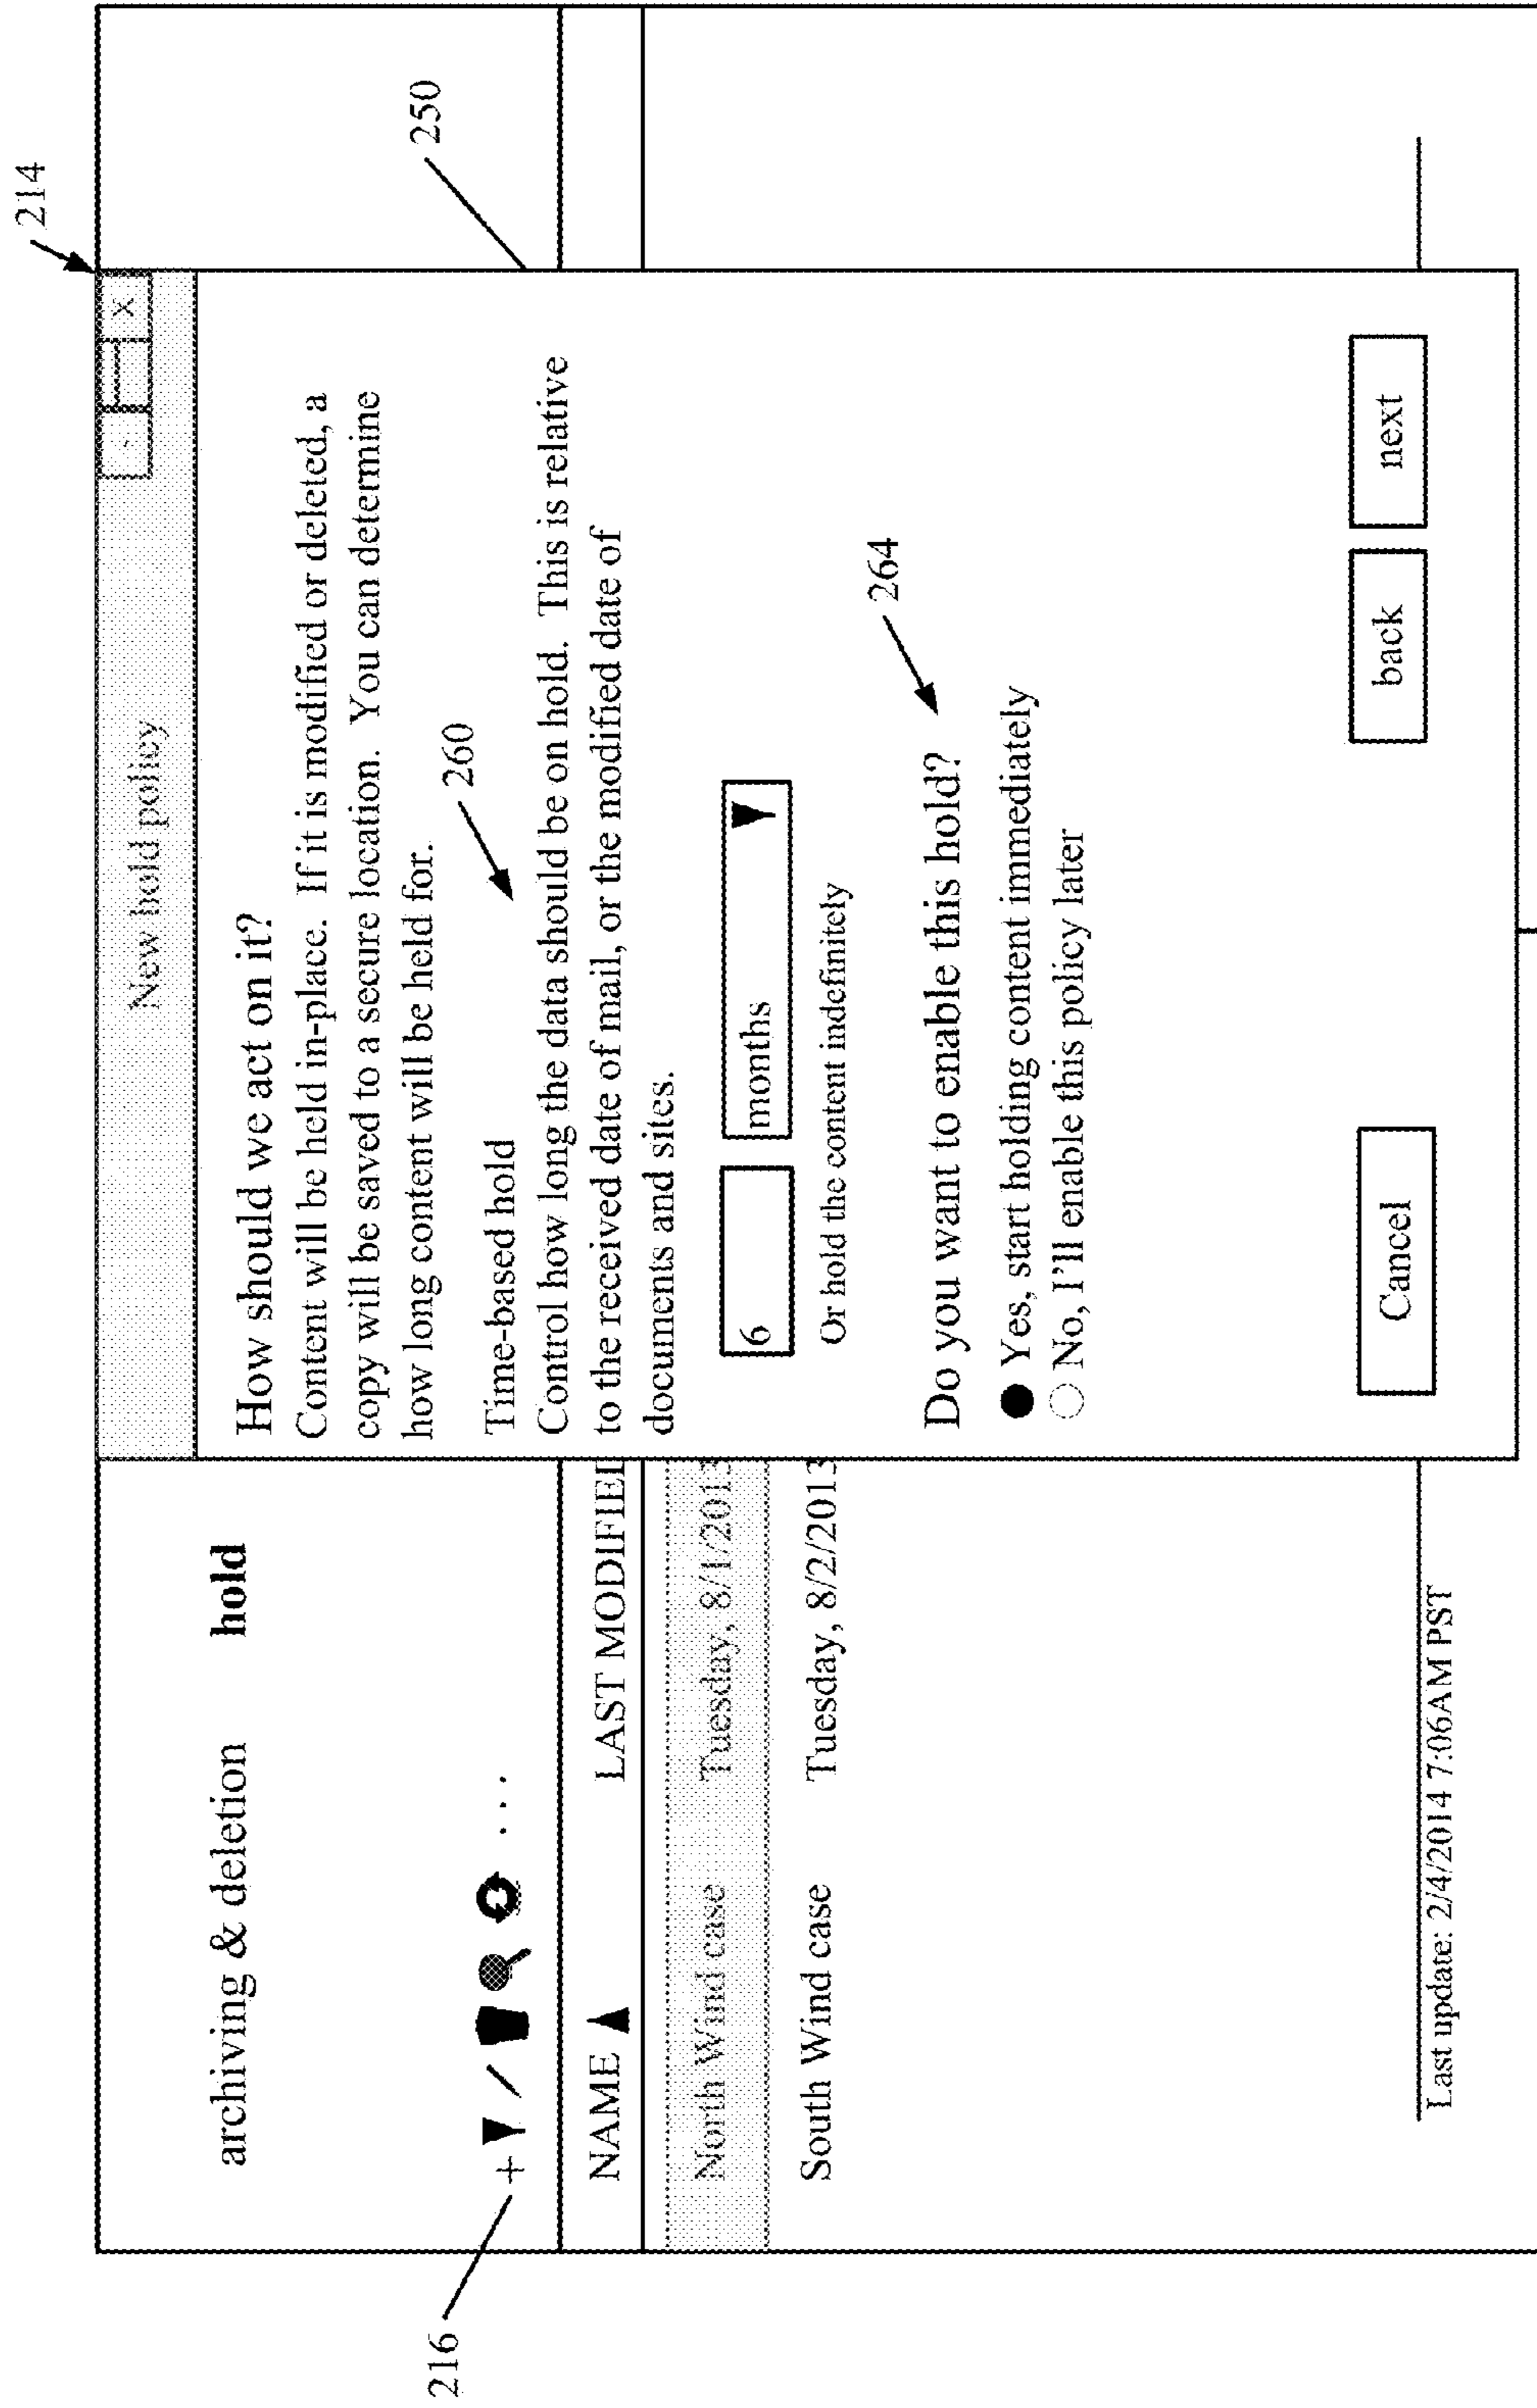 214
archiving & deletion hold
216
+ . . .
NAME LAST MODIFIED
North Wind case Tuesday, 8/1/2013
South Wind case Tuesday, 8/2/2013
Last update: 2/4/2014 7:06AM PST
New hold policy
- X
250
How should we act on it?
Content will be held in-place. If it is modified or deleted, a
copy will be saved to a secure location. You can determine
how long content will be held for.
260
Time-based hold
Control how long the data should be on hold. This is relative
to the received date of mail, or the modified date of
documents and sites.
6 months
Or hold the content indefinitely
264
Do you want to enable this hold?
Yes, start holding content immediately
No, I'll enable this policy later
Cancel back next